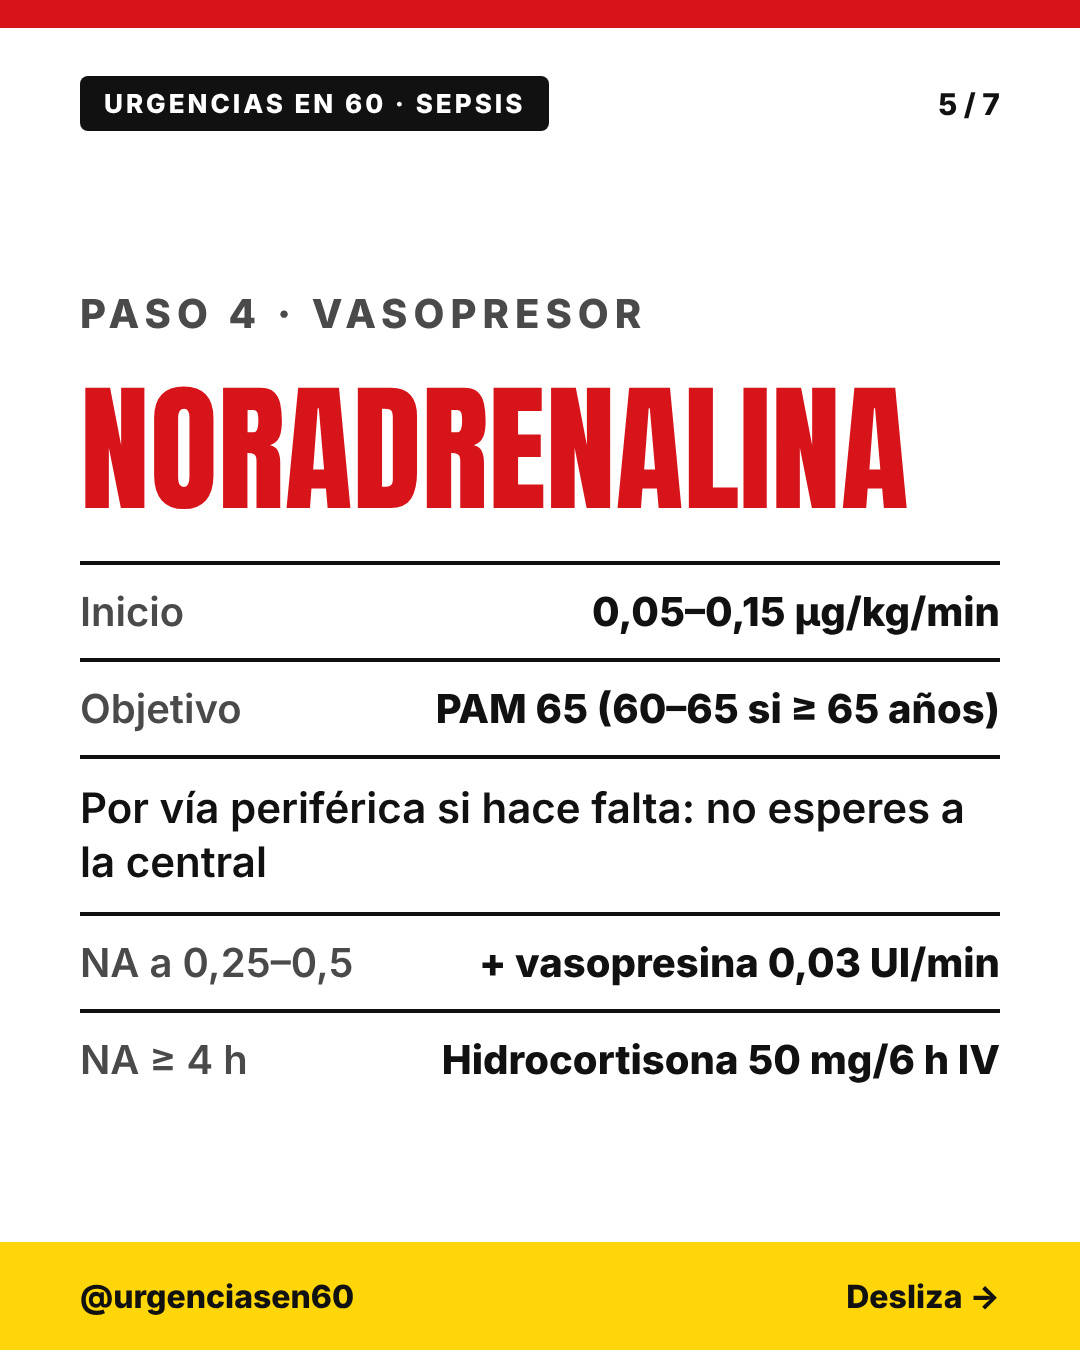 URGENCIAS EN 60 · SEPSIS
5 / 7
PASO 4 · VASOPRESOR
NORADRENALINA
Inicio 0,05–0,15 µg/kg/min
Objetivo PAM 65 (60–65 si ≥ 65 años)
Por vía periférica si hace falta: no esperes a
la central
NA a 0,25–0,5 + vasopresina 0,03 UI/min
NA ≥ 4 h Hidrocortisona 50 mg/6 h IV
@urgenciasen60
Desliza →